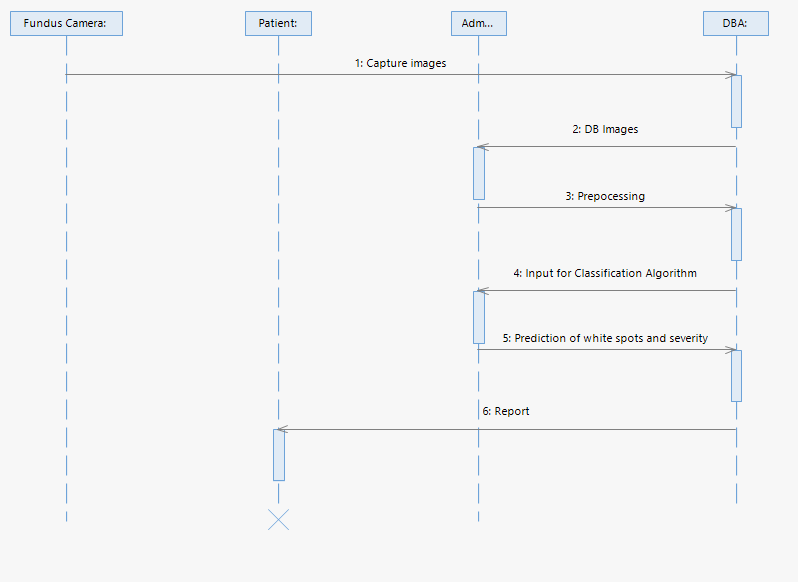 Fundus Camera:
Patient:
Adm...
DBA:
1: Capture images
2: DB Images
3: Prepocessing
4: Input for Classification Algorithm
5: Prediction of white spots and severity
6: Report